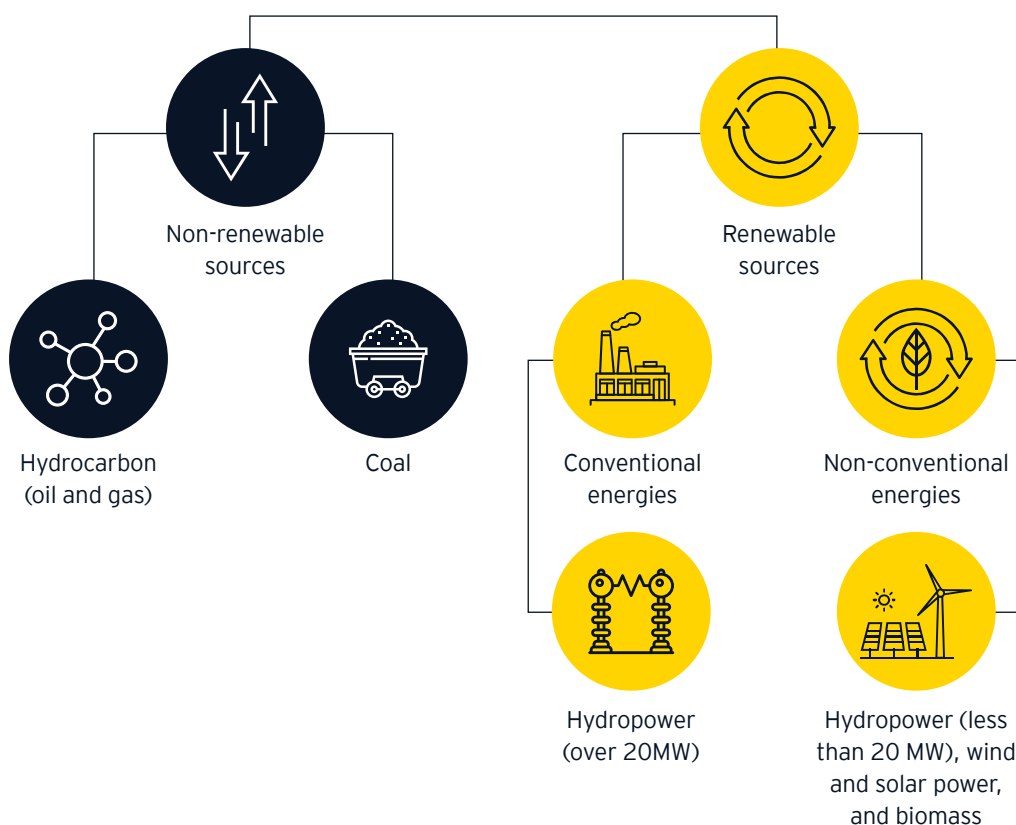 Non-renewable
sources
Renewable
sources
Hydrocarbon
(oil and gas)
Coal
Conventional
energies
Non-conventional
energies
Hydropower
(over 20MW)
Hydropower (less
than 20 MW), wind
and solar power,
and biomass